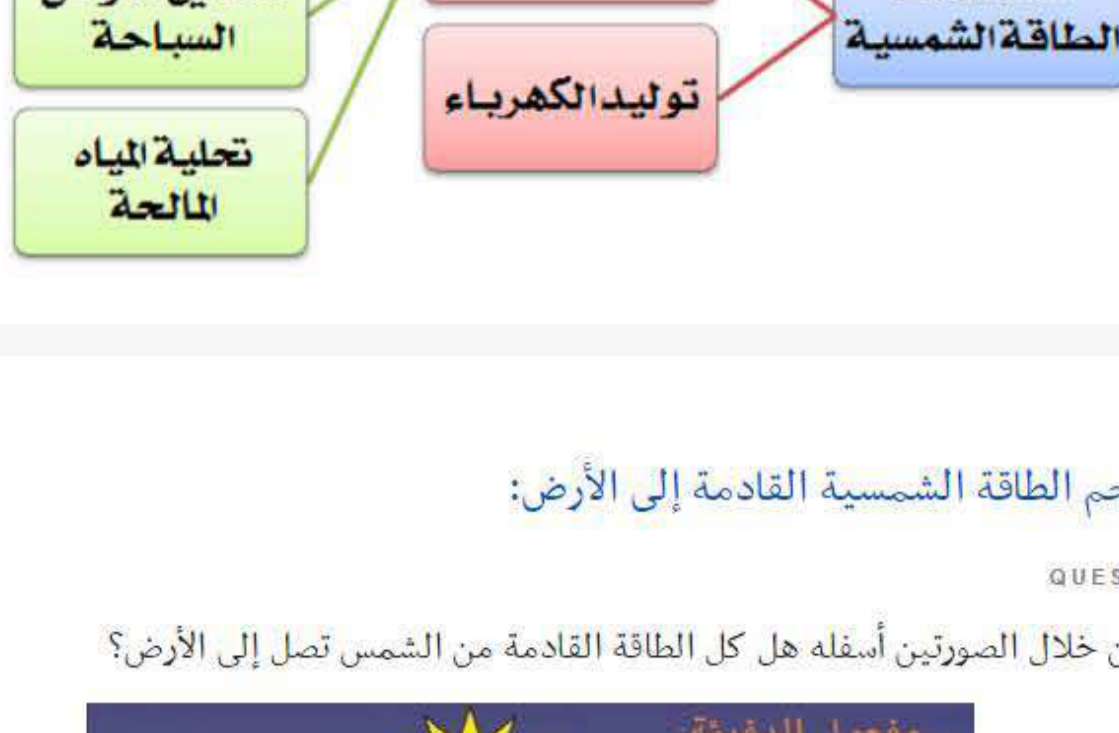 الطاقة الشمسية
توليد الكهرباء
السباحة
تحلية المياه
المالحة
الطاقة الشمسية القادمة إلى الأرض:
QUES
خلال الصورتين أسفله هل كل الطاقة القادمة من الشمس تصل إلى الأرض؟